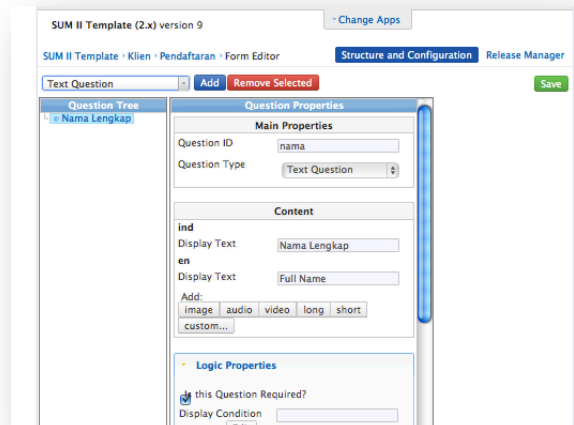 SUM II Template (2.x) version 9
Change Apps
SUM II Template › Klien › Pendaftaran › Form Editor
Structure and Configuration
Release Manager
Text Question
Add
Remove Selected
Save
Question Tree
Nama Lengkap
Question Properties
Main Properties
Question ID
nama
Question Type
Text Question
Content
ind
Display Text
Nama Lengkap
en
Display Text
Full Name
Add:
image audio video long short
custom...
Logic Properties
Is this Question Required?
Display Condition